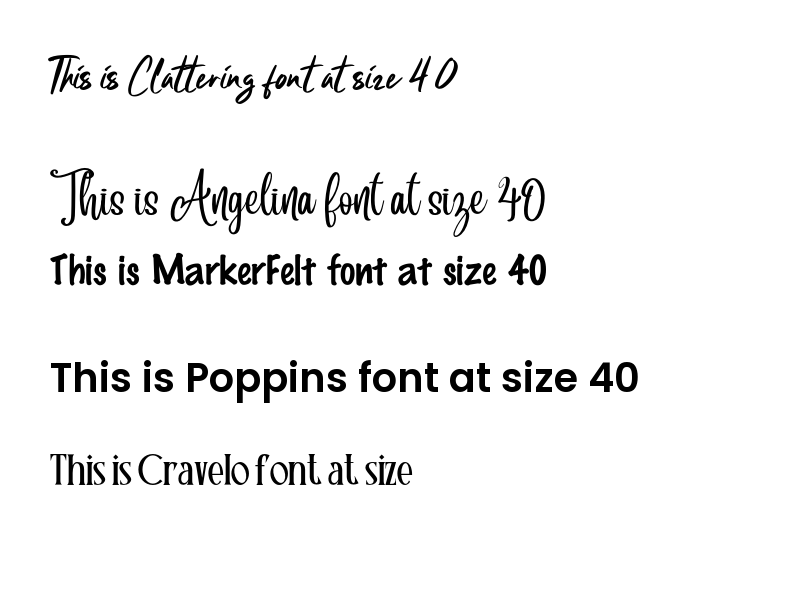 This is Clattering font at size 40
This is Angelina font at size 40
This is MarkerFelt font at size 40
This is Poppins font at size 40
This is Cravelo font at size